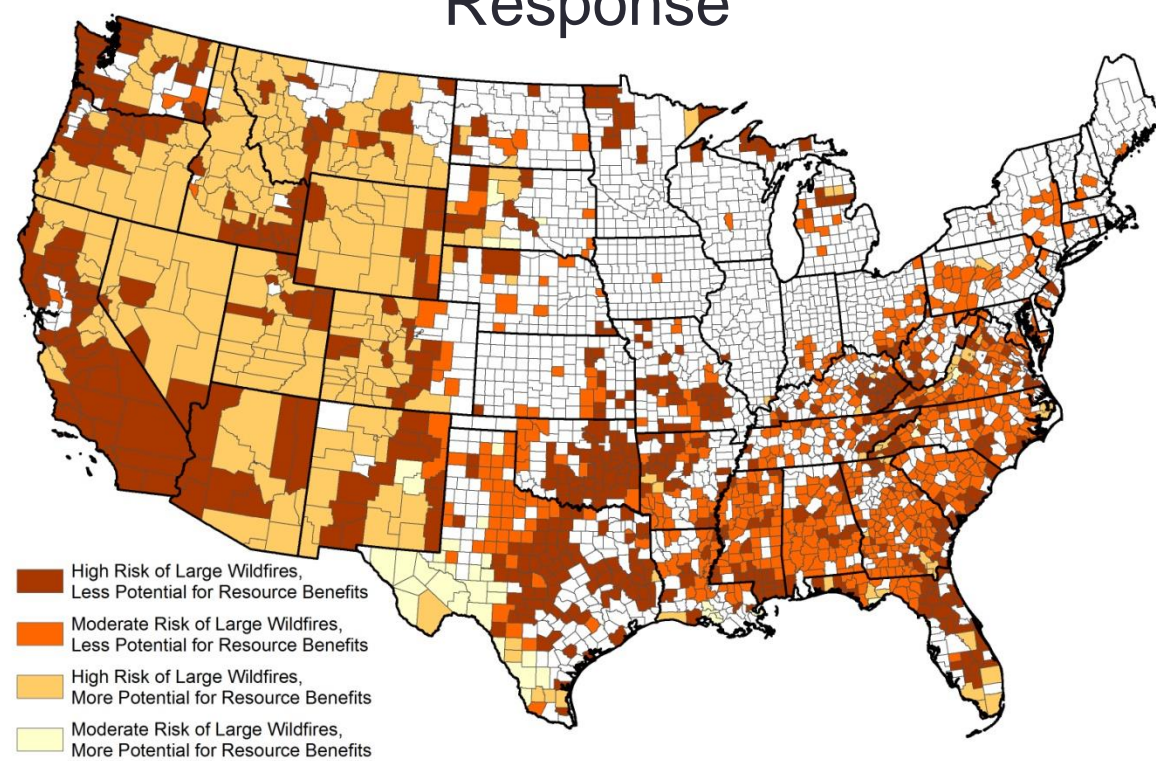 Response
High Risk of Large Wildfires,
Less Potential for Resource Benefits
Moderate Risk of Large Wildfires,
Less Potential for Resource Benefits
High Risk of Large Wildfires,
More Potential for Resource Benefits
Moderate Risk of Large Wildfires,
More Potential for Resource Benefits